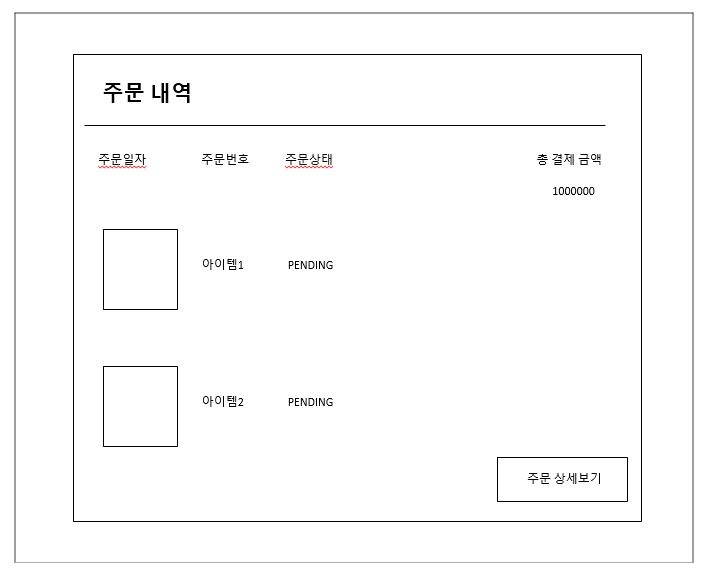 주문 내역
주문일자 주문번호 주문상태 총 결제 금액
1000000
아이템1 PENDING
아이템2 PENDING
주문 상세보기